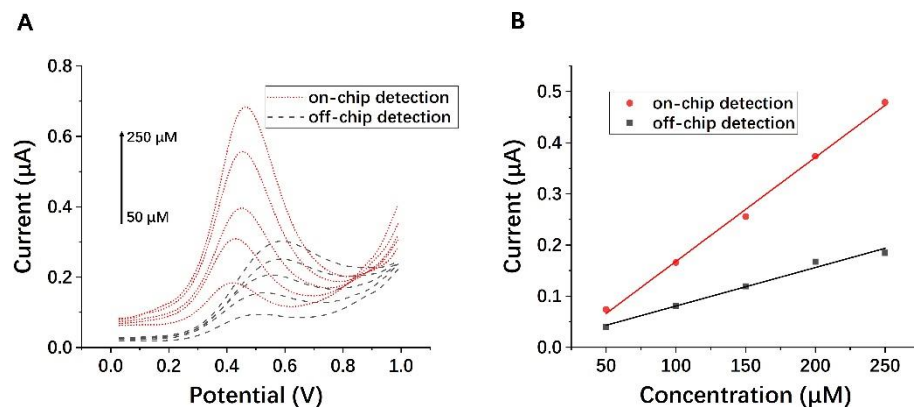 A
0.8
0.6
0.4
0.2
0.0
Current (μA)
0.0 0.2 0.4 0.6 0.8 1.0
Potential (V)
on-chip detection
off-chip detection
250 μM
50 μM
B
0.5
0.4
0.3
0.2
0.1
0.0
Current (μA)
50 100 150 200 250
Concentration (μM)
on-chip detection
off-chip detection